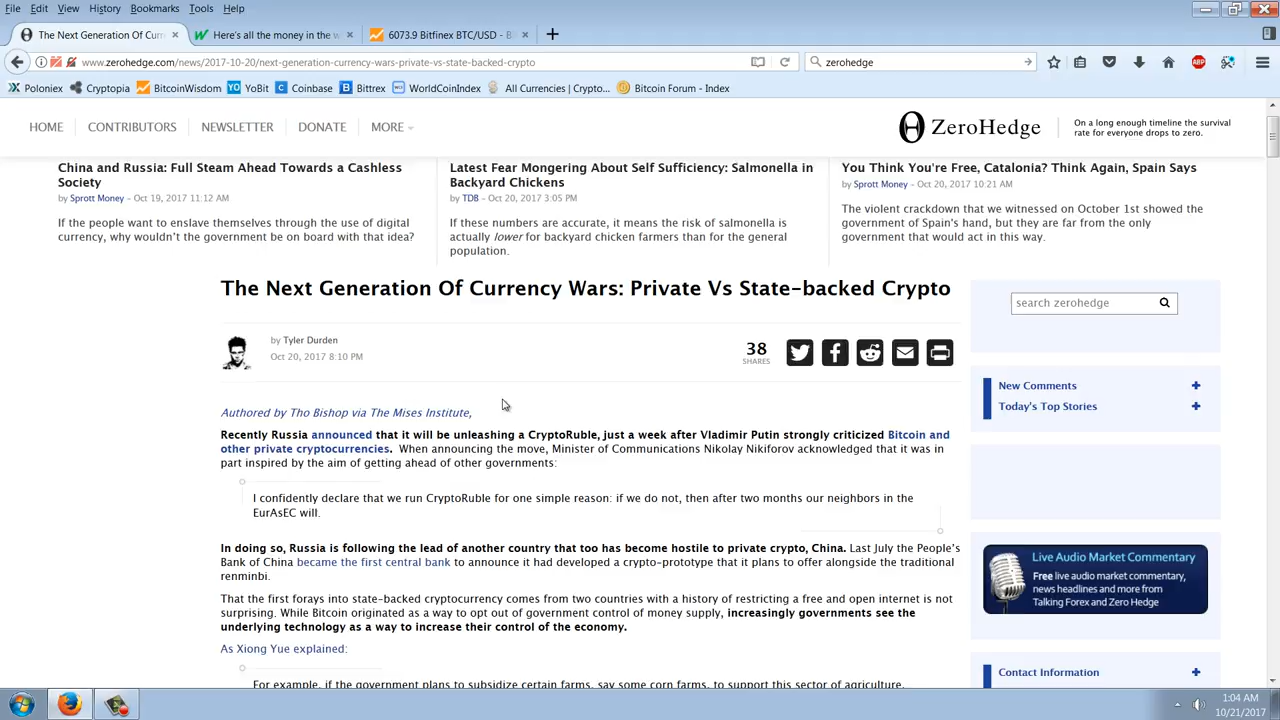 File Edit View History Bookmarks Tools Help
The Next Generation Of Curr × Here's all the money in the w × 6073.9 Bitfinex BTC/USD - B ×
www.zerohedge.com/news/2017-10-20/next-generation-currency-wars-private-vs-state-backed-crypto
zerohedge
ABP
Poloniex Cryptopia BitcoinWisdom YO YoBit C Coinbase B Bittrex WorldCoinIndex All Currencies | Crypto... Bitcoin Forum - Index
HOME CONTRIBUTORS NEWSLETTER DONATE MORE
ZeroHedge
On a long enough timeline the survival
rate for everyone drops to zero.
China and Russia: Full Steam Ahead Towards a Cashless
Society
by Sprott Money - Oct 19, 2017 11:12 AM
If the people want to enslave themselves through the use of digital
currency, why wouldn't the government be on board with that idea?
Latest Fear Mongering About Self Sufficiency: Salmonella in
Backyard Chickens
by TDB - Oct 20, 2017 3:05 PM
If these numbers are accurate, it means the risk of salmonella is
actually lower for backyard chicken farmers than for the general
population.
You Think You're Free, Catalonia? Think Again, Spain Says
by Sprott Money - Oct 20, 2017 10:21 AM
The violent crackdown that we witnessed on October 1st showed the
government of Spain's hand, but they are far from the only
government that would act in this way.
The Next Generation Of Currency Wars: Private Vs State-backed Crypto
by Tyler Durden
Oct 20, 2017 8:10 PM
38
SHARES
Authored by Tho Bishop via The Mises Institute,
Recently Russia announced that it will be unleashing a CryptoRuble, just a week after Vladimir Putin strongly criticized Bitcoin and
other private cryptocurrencies. When announcing the move, Minister of Communications Nikolay Nikiforov acknowledged that it was in
part inspired by the aim of getting ahead of other governments:
I confidently declare that we run CryptoRuble for one simple reason: if we do not, then after two months our neighbors in the
EurAsEC will.
In doing so, Russia is following the lead of another country that too has become hostile to private crypto, China. Last July the People's
Bank of China became the first central bank to announce it had developed a crypto-prototype that it plans to offer alongside the traditional
renminbi.
That the first forays into state-backed cryptocurrency comes from two countries with a history of restricting a free and open internet is not
surprising. While Bitcoin originated as a way to opt out of government control of money supply, increasingly governments see the
underlying technology as a way to increase their control of the economy.
As Xiong Yue explained:
For example, if the government plans to subsidize certain farms, say some corn farms, to support this sector of agriculture,
search zerohedge
New Comments +
Today's Top Stories +
Live Audio Market Commentary
Free live audio market commentary,
news headlines and more from
Talking Forex and Zero Hedge
Contact Information +
1:04 AM
10/21/2017